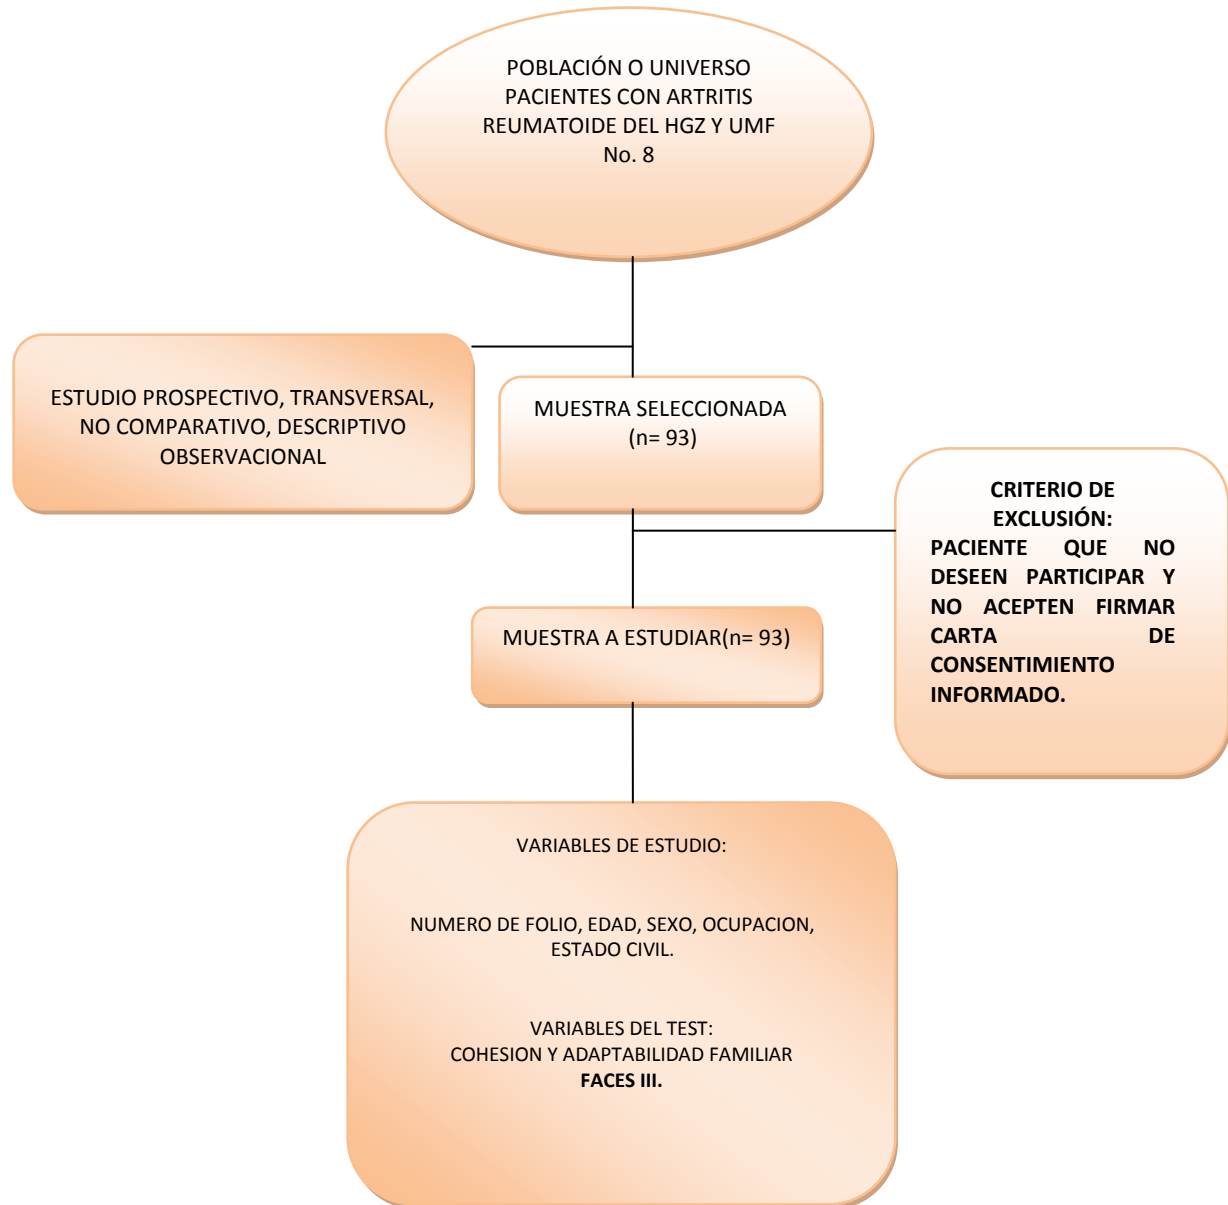 POBLACIÓN O UNIVERSO
PACIENTES CON ARTRITIS
REUMATOIDE DEL HGZ Y UMF
No. 8
ESTUDIO PROSPECTIVO, TRANSVERSAL,
NO COMPARATIVO, DESCRIPTIVO
OBSERVACIONAL
MUESTRA SELECCIONADA
(n= 93)
CRITERIO DE
EXCLUSIÓN:
PACIENTE QUE NO
DESEEN PARTICIPAR Y
NO ACEPTEN FIRMAR
CARTA DE
CONSENTIMIENTO
INFORMADO.
MUESTRA A ESTUDIAR(n= 93)
VARIABLES DE ESTUDIO:
NUMERO DE FOLIO, EDAD, SEXO, OCUPACION,
ESTADO CIVIL.
VARIABLES DEL TEST:
COHESION Y ADAPTABILIDAD FAMILIAR
FACES III.